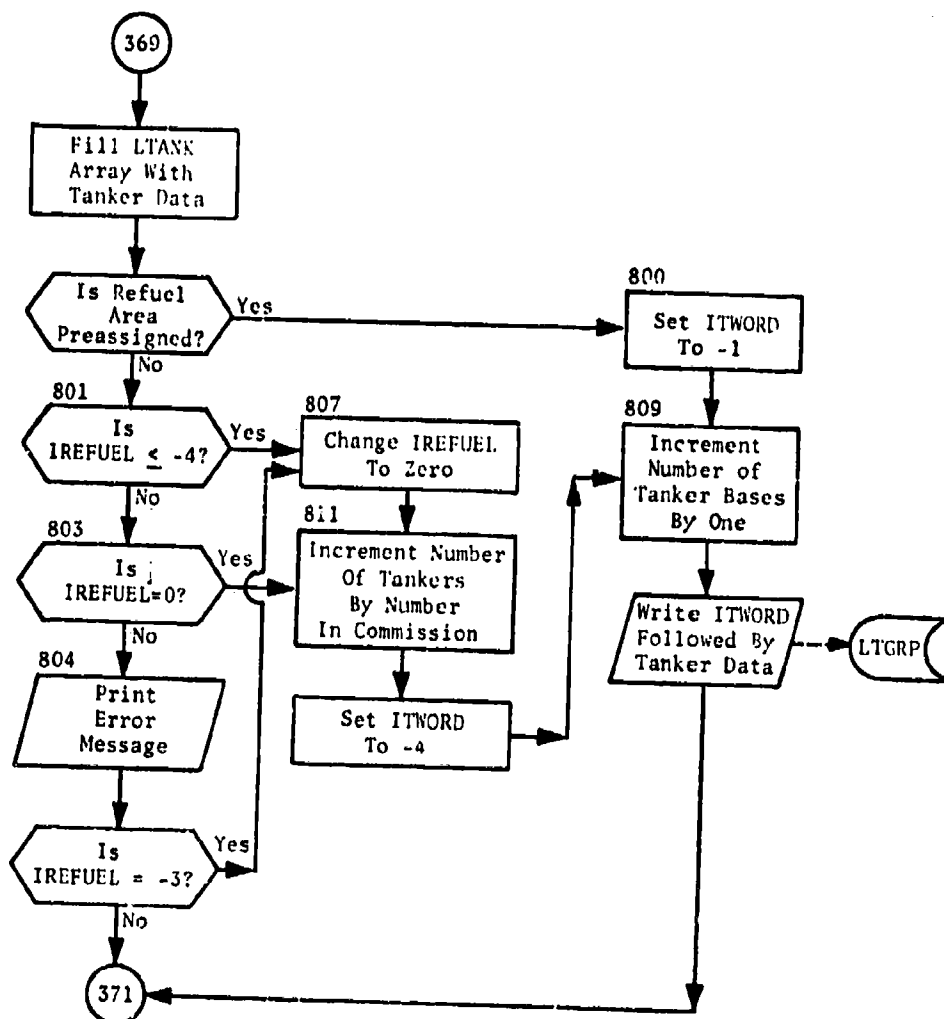 369
Fill LTANK
Array With
Tanker Data
Is Refuel
Area
Preassigned?
Yes
No
800
Set ITWORD
To -1
801
Is
IREFUEL ≤ -4?
Yes
No
807
Change IREFUEL
To Zero
809
Increment
Number of
Tanker Bases
By One
803
Is
IREFUEL=0?
Yes
No
811
Increment Number
Of Tankers
By Number
In Commission
Write ITWORD
Followed By
Tanker Data
LTGRP
804
Print
Error
Message
Set ITWORD
To -4
Is
IREFUEL = -3?
Yes
No
371